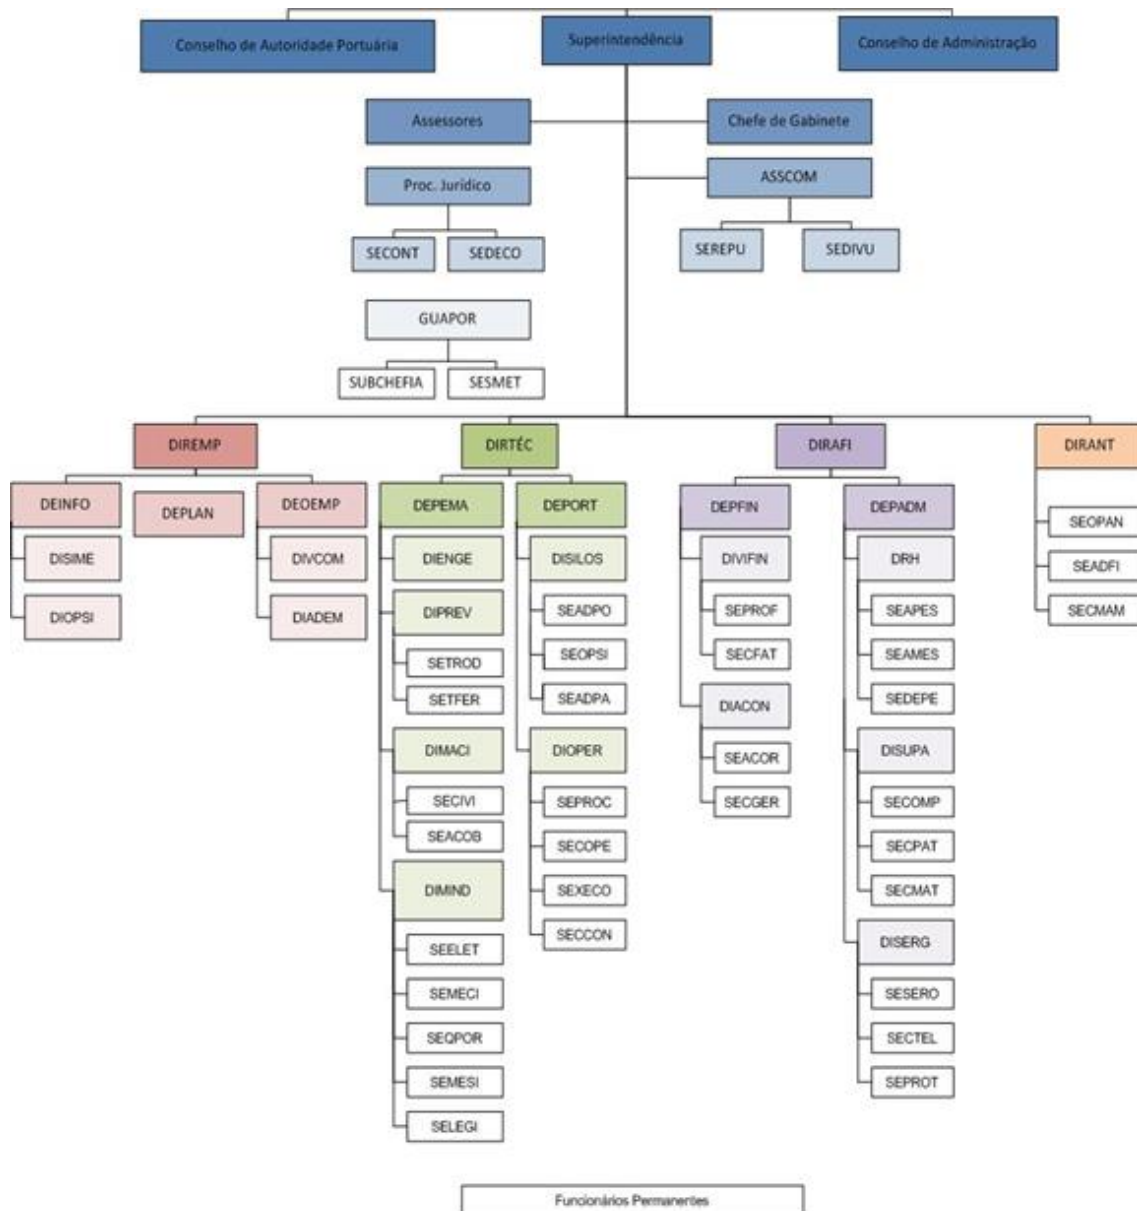 Conselho de Autoridade Portuária
Superintendência
Conselho de Administração
Assessores
Chefe de Gabinete
Proc. Jurídico
ASSCOM
SECONT
SEDECO
SEREPU
SEDIVU
GUAPOR
SUBCHEFIA
SESMET
DIREMP
DIRTÉC
DIRAFI
DIRANT
DEINFO
DEPLAN
DEOEMP
DISIME
DIOPSI
DIVCOM
DIADEM
DEPEMA
DIENGE
DIPREV
SETROD
SETFER
DIMACI
SECIVI
SEACOB
DIMIND
SEELET
SEMECI
SEQPOR
SEMESI
SELEGI
DEPORT
DISILOS
SEADPO
SEOPSI
SEADPA
DIOPER
SEPROC
SECOPE
SEXECO
SECCON
DEPFIN
DIVIFIN
SEPROF
SECFAT
DIACON
SEACOR
SECGER
DEPADM
DRH
SEAPES
SEAMES
SEDEPE
DISUPA
SECOMP
SECPAT
SECMAT
DISERG
SESERO
SECTEL
SEPROT
SEOPAN
SEADFI
SECMAM
Funcionários Permanentes